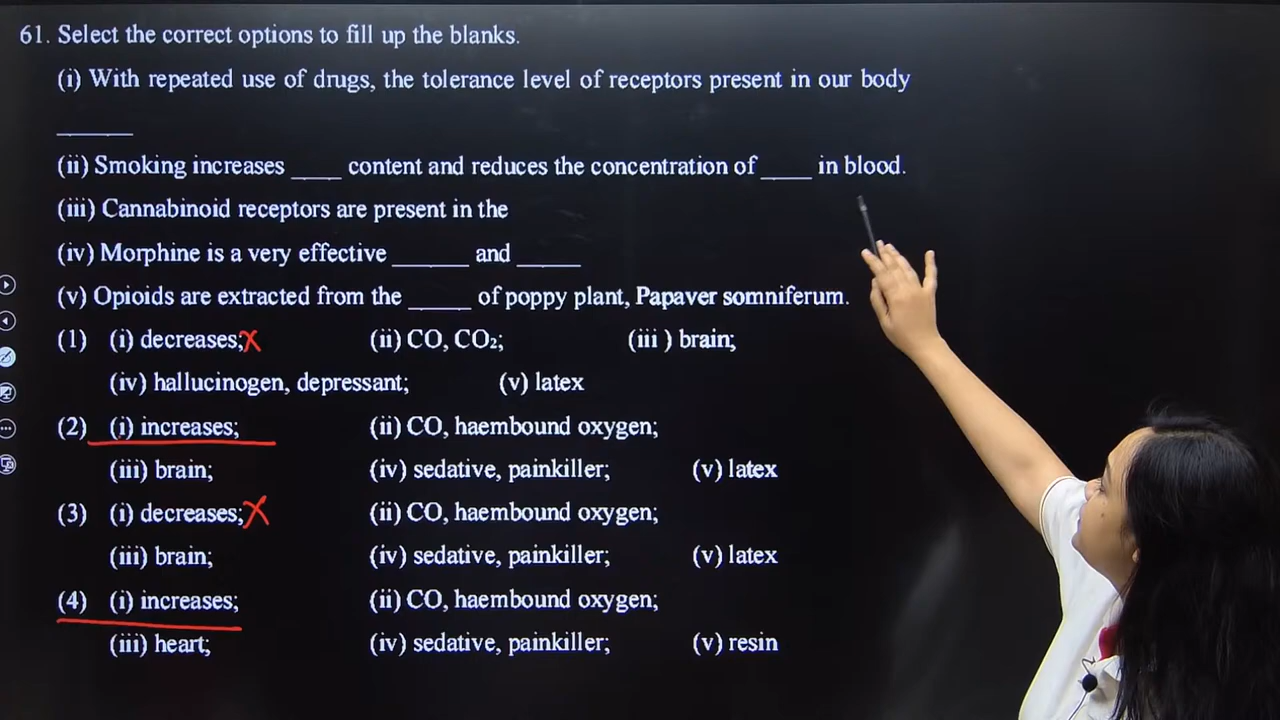 61. Select the correct options to fill up the blanks.
(i) With repeated use of drugs, the tolerance level of receptors present in our body
______
(ii) Smoking increases ____ content and reduces the concentration of ____ in blood.
(iii) Cannabinoid receptors are present in the
(iv) Morphine is a very effective ______ and _____
(v) Opioids are extracted from the _____ of poppy plant, Papaver somniferum.
(1) (i) decreases; (ii) CO, CO₂; (iii ) brain;
(iv) hallucinogen, depressant; (v) latex
(2) (i) increases; (ii) CO, haembound oxygen;
(iii) brain; (iv) sedative, painkiller; (v) latex
(3) (i) decreases; (ii) CO, haembound oxygen;
(iii) brain; (iv) sedative, painkiller; (v) latex
(4) (i) increases; (ii) CO, haembound oxygen;
(iii) heart; (iv) sedative, painkiller; (v) resin